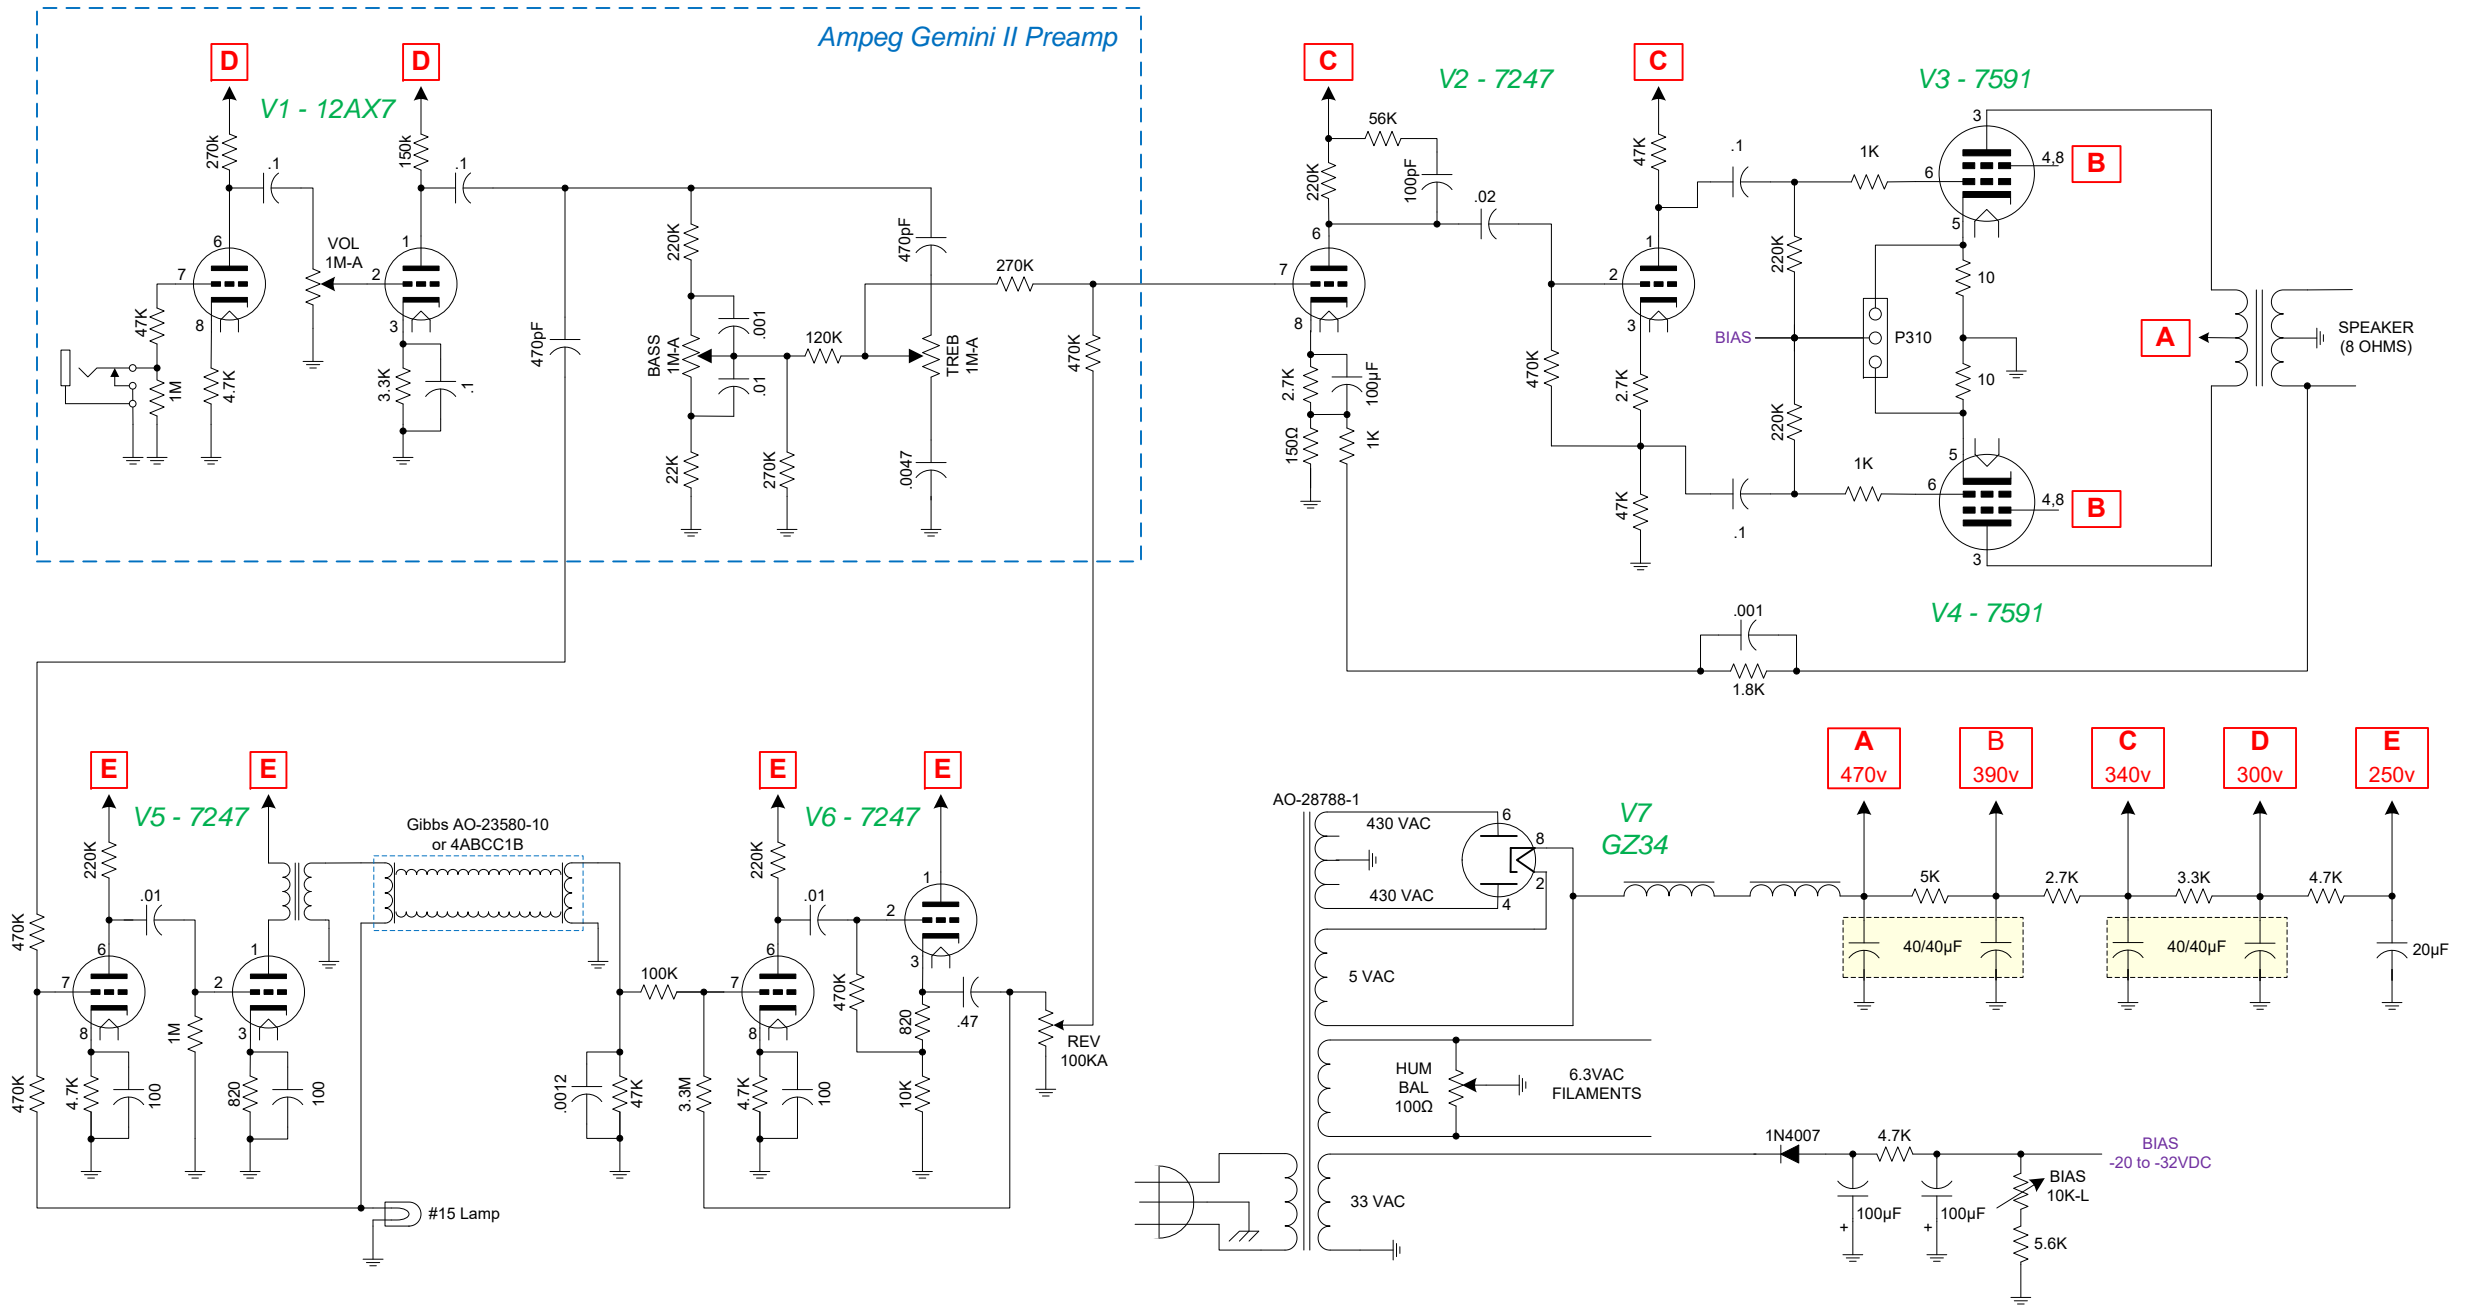 Ampeg Gemini II Preamp
D
D
V1 - 12AX7
270k
.1
150k
.1
6
7
8
VOL
1M-A
1
2
3
47K
1M
4.7K
3.3K
.1
470pF
220K
.001
BASS
1M-A
.01
22K
120K
270K
470pF
TREB
1M-A
.0047
270K
470K
C
V2 - 7247
C
V3 - 7591
56K
220K
100pF
.02
6
7
8
2.7K
100µF
150Ω
1K
47K
1
2
3
470K
2.7K
47K
.1
.1
1K
1K
220K
220K
BIAS
P310
10
10
3
4,8
B
6
5
5
6
4,8
B
3
V4 - 7591
A
SPEAKER
(8 OHMS)
.001
1.8K
E
E
V5 - 7247
220K
.01
6
7
8
470K
470K
4.7K
100
1M
1
2
3
820
100
Gibbs AO-23580-10
or 4ABCC1B
#15 Lamp
E
E
V6 - 7247
220K
.01
100K
6
7
8
.0012
47K
3.3M
4.7K
100
470K
1
2
3
820
.47
10K
REV
100KA
AO-28788-1
430 VAC
430 VAC
5 VAC
6
8
2
4
V7
GZ34
A
470v
B
390v
C
340v
D
300v
E
250v
5K
2.7K
3.3K
4.7K
40/40µF
40/40µF
20µF
HUM
BAL
100Ω
6.3VAC
FILAMENTS
33 VAC
1N4007
4.7K
BIAS
-20 to -32VDC
100µF
+
100µF
+
BIAS
10K-L
5.6K